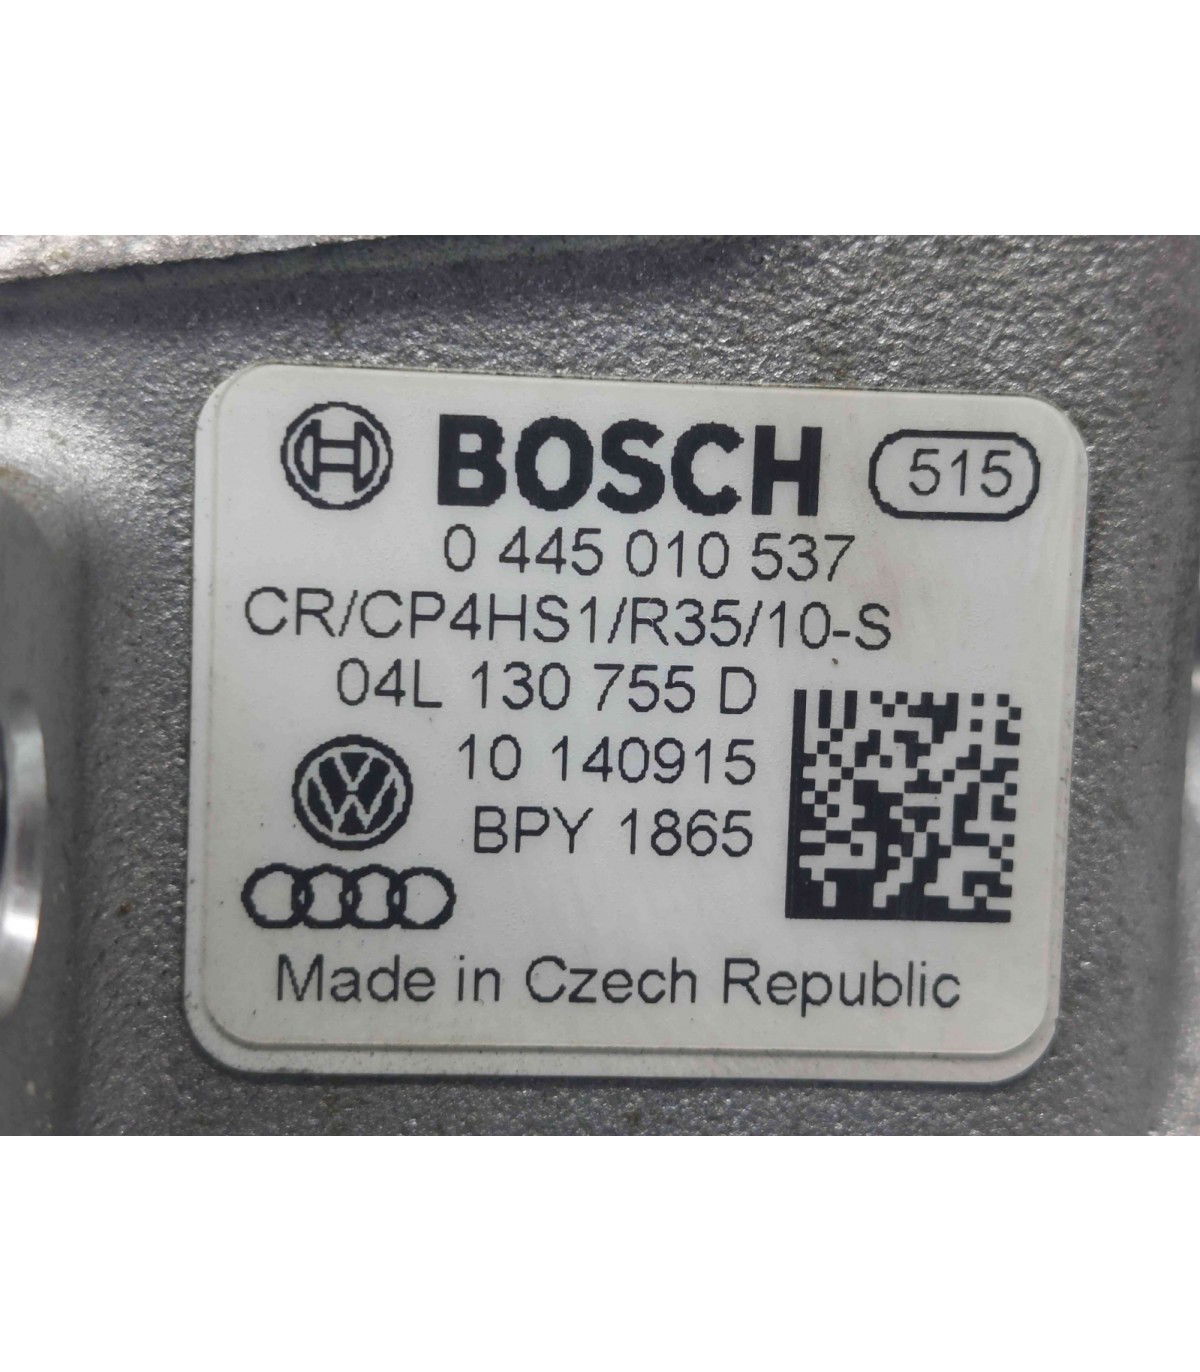 BOSCH 515
0 445 010 537
CR/CP4HS1/R35/10-S
04L 130 755 D
10 140915
BPY 1865
Made in Czech Republic